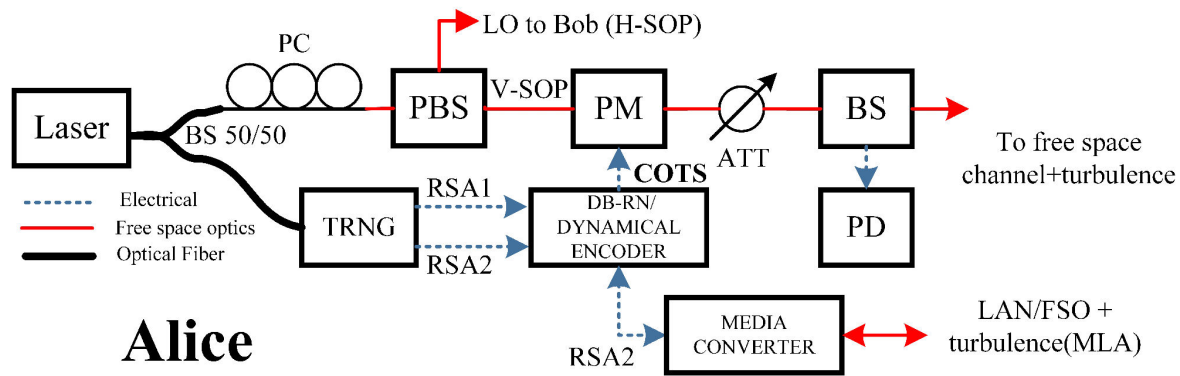 LO to Bob (H-SOP)
PC
Laser
BS 50/50
PBS
V-SOP
PM
ATT
BS
To free space
channel+turbulence
Electrical
Free space optics
Optical Fiber
TRNG
RSA1
RSA2
COTS
DB-RN/
DYNAMICAL
ENCODER
PD
RSA2
MEDIA
CONVERTER
LAN/FSO +
turbulence(MLA)
Alice